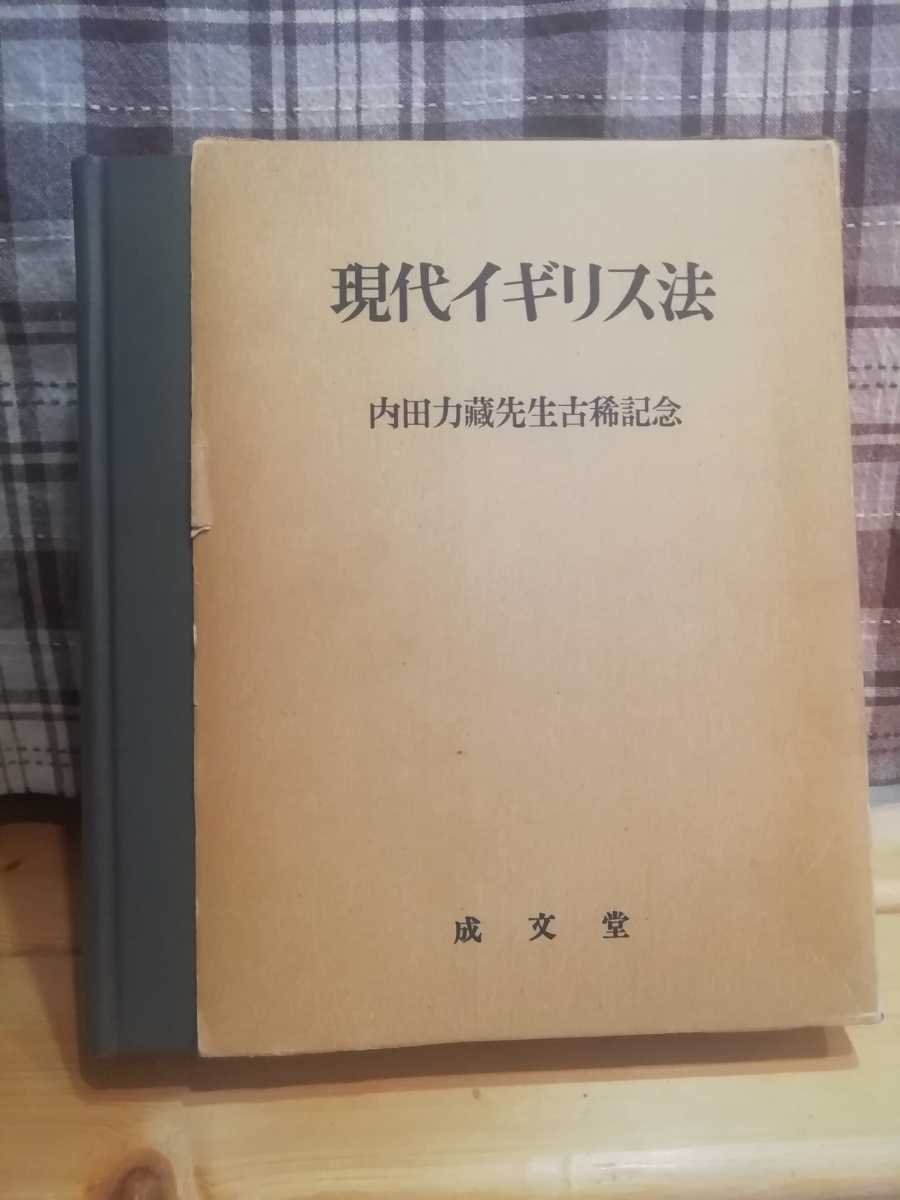 現代イギリス法
内田力藏先生古稀記念
成文堂